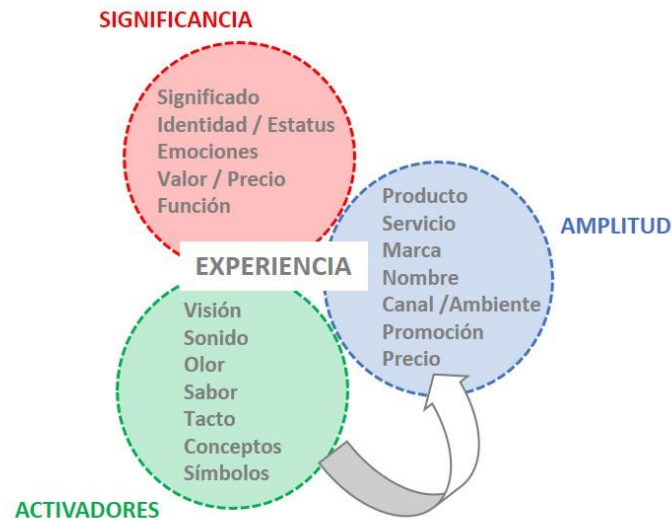 SIGNIFICANCIA
Significado
Identidad / Estatus
Emociones
Valor / Precio
Función
Producto
Servicio
Marca
Nombre
Canal /Ambiente
Promoción
Precio
AMPLITUD
EXPERIENCIA
Visión
Sonido
Olor
Sabor
Tacto
Conceptos
Símbolos
ACTIVADORES